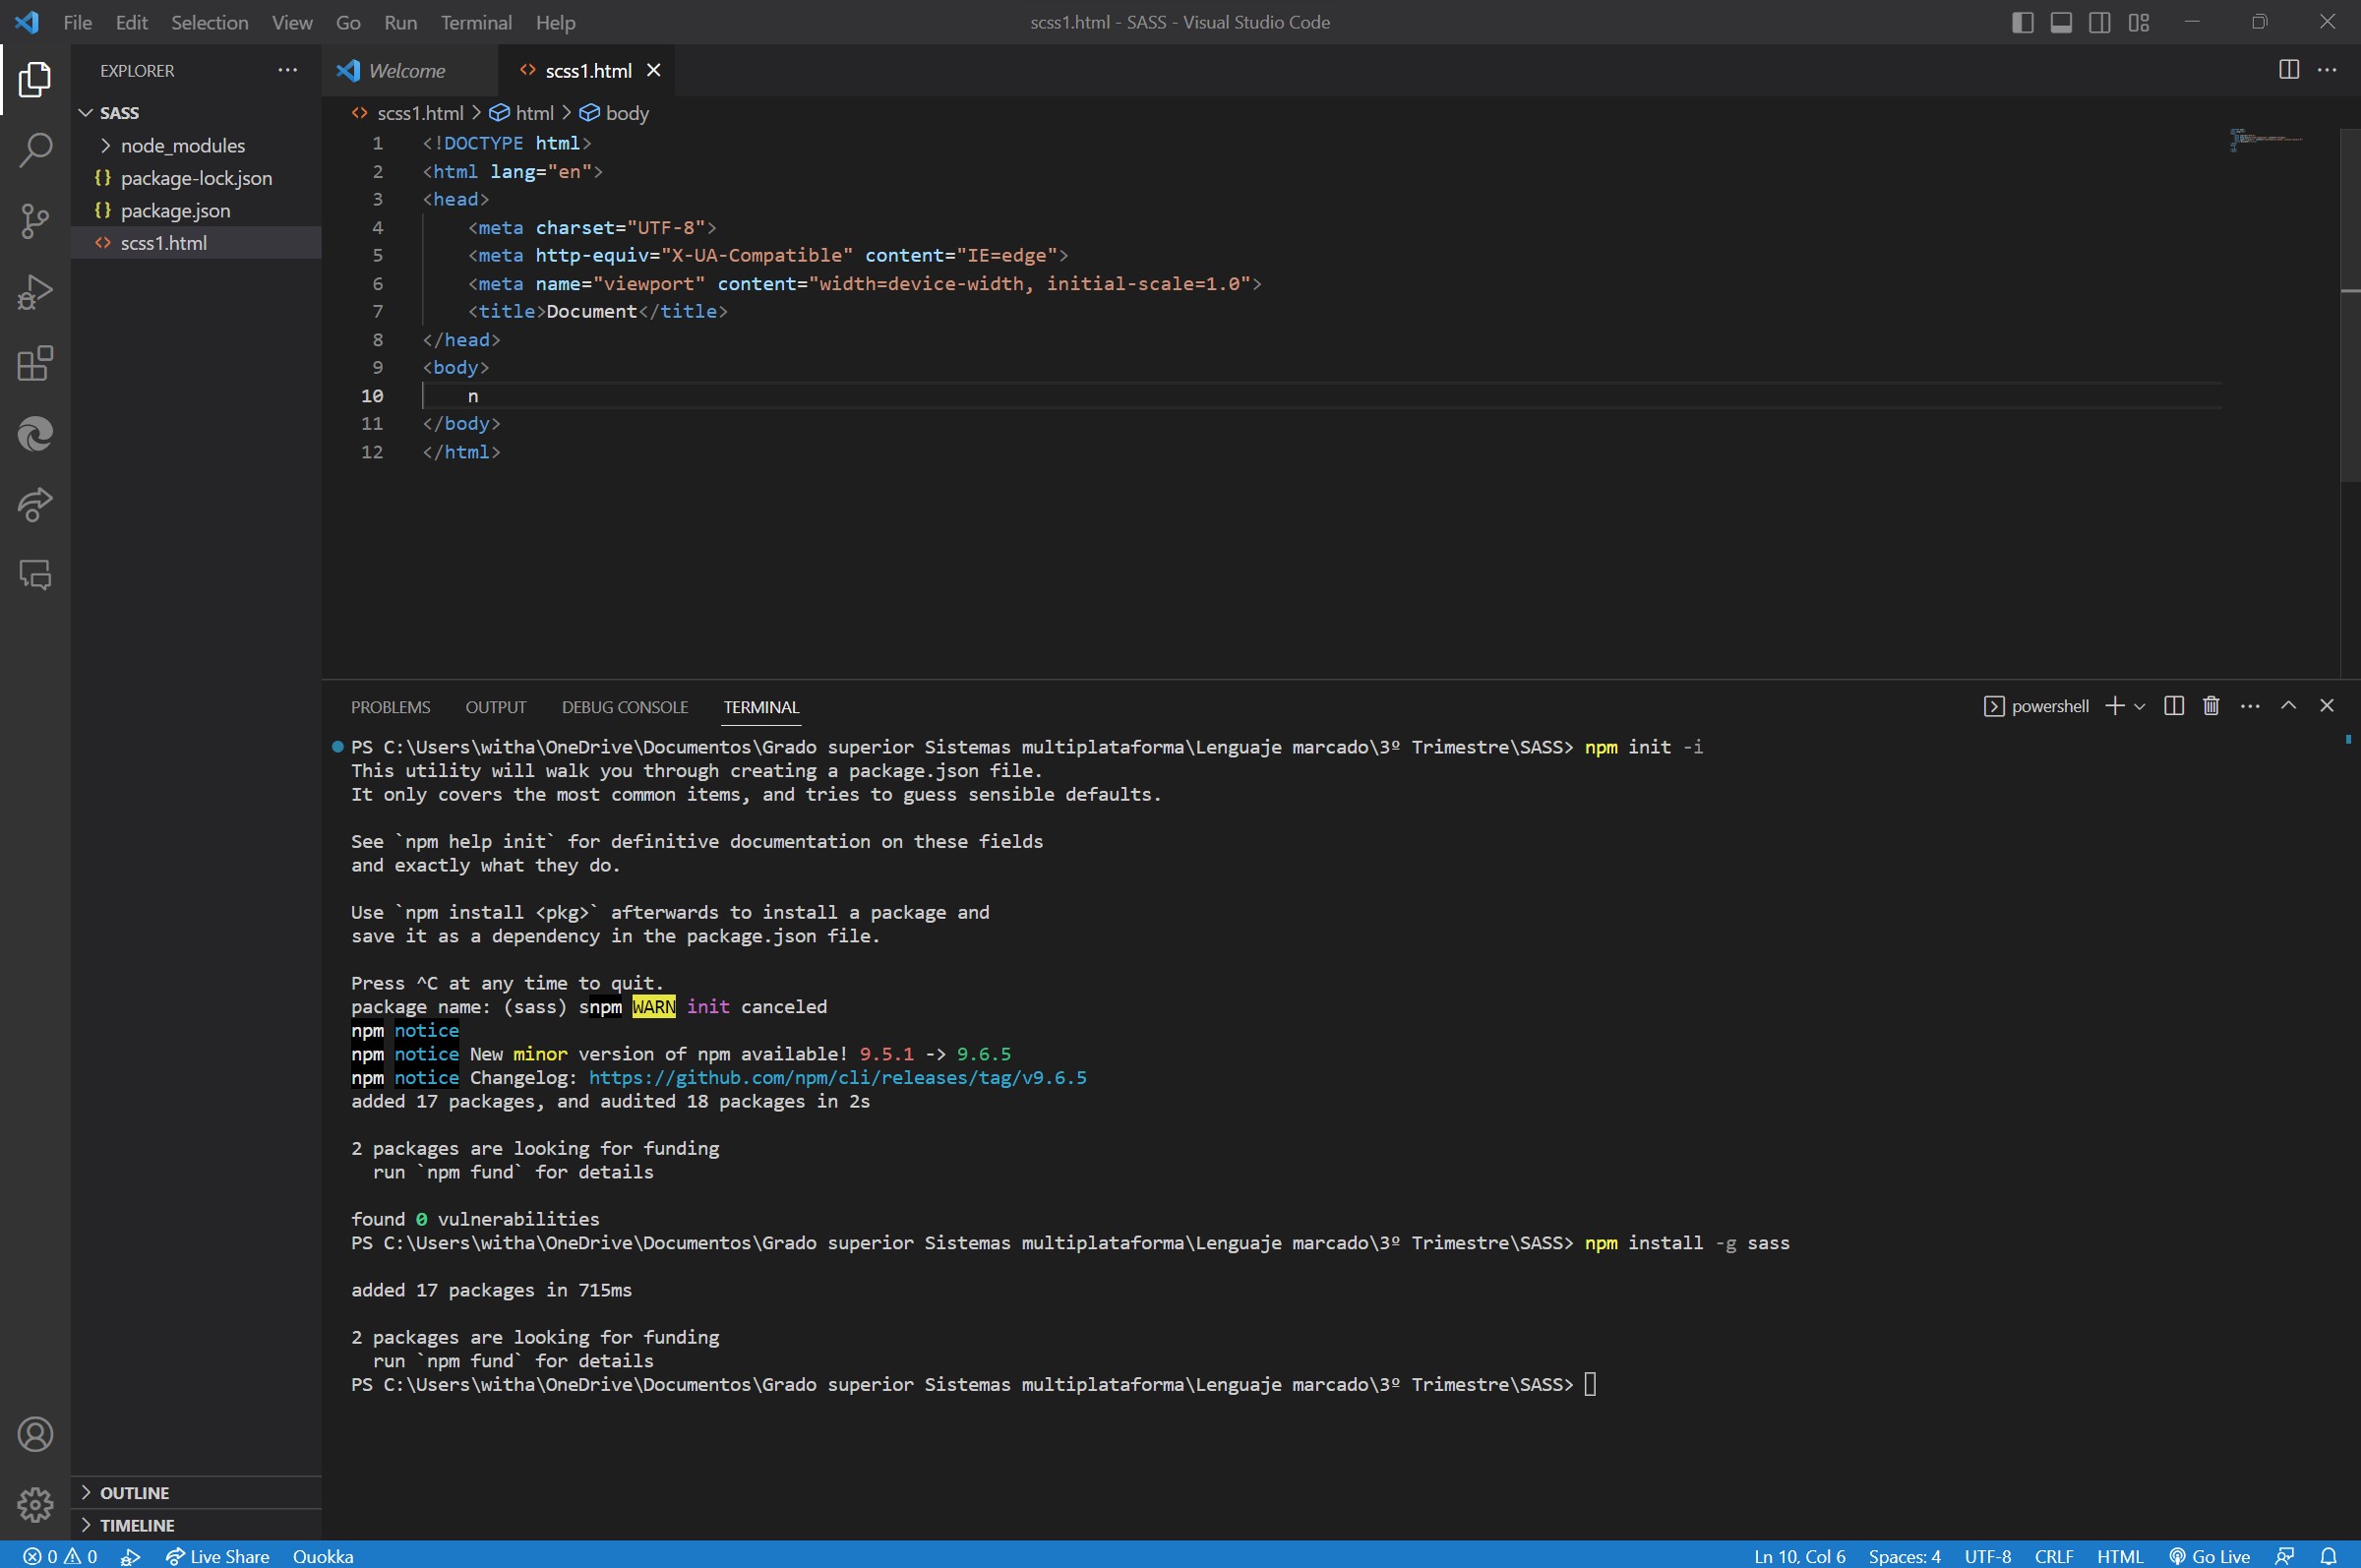 File Edit Selection View Go Run Terminal Help
scss1.html - SASS - Visual Studio Code
EXPLORER
SASS
node_modules
package-lock.json
package.json
scss1.html
OUTLINE
TIMELINE
Welcome
scss1.html
scss1.html > html > body
1 <!DOCTYPE html>
2 <html lang="en">
3 <head>
4 <meta charset="UTF-8">
5 <meta http-equiv="X-UA-Compatible" content="IE=edge">
6 <meta name="viewport" content="width=device-width, initial-scale=1.0">
7 <title>Document</title>
8 </head>
9 <body>
10 n
11 </body>
12 </html>
PROBLEMS OUTPUT DEBUG CONSOLE TERMINAL
powershell
PS C:\Users\witha\OneDrive\Documentos\Grado superior Sistemas multiplataforma\Lenguaje marcado\3º Trimestre\SASS> npm init -i
This utility will walk you through creating a package.json file.
It only covers the most common items, and tries to guess sensible defaults.
See `npm help init` for definitive documentation on these fields
and exactly what they do.
Use `npm install <pkg>` afterwards to install a package and
save it as a dependency in the package.json file.
Press ^C at any time to quit.
package name: (sass) snpm WARN init canceled
npm notice
npm notice New minor version of npm available! 9.5.1 -> 9.6.5
npm notice Changelog: https://github.com/npm/cli/releases/tag/v9.6.5
added 17 packages, and audited 18 packages in 2s
2 packages are looking for funding
run `npm fund` for details
found 0 vulnerabilities
PS C:\Users\witha\OneDrive\Documentos\Grado superior Sistemas multiplataforma\Lenguaje marcado\3º Trimestre\SASS> npm install -g sass
added 17 packages in 715ms
2 packages are looking for funding
run `npm fund` for details
PS C:\Users\witha\OneDrive\Documentos\Grado superior Sistemas multiplataforma\Lenguaje marcado\3º Trimestre\SASS>
0 0 Live Share Quokka
Ln 10, Col 6 Spaces: 4 UTF-8 CRLF HTML Go Live